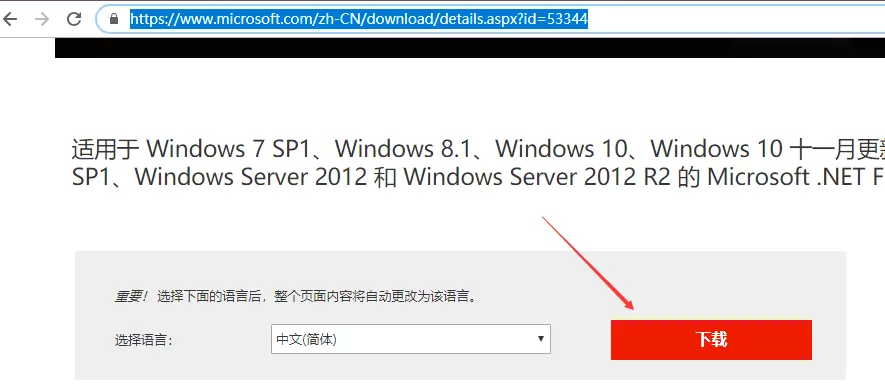 https://www.microsoft.com/zh-CN/download/details.aspx?id=53344
适用于 Windows 7 SP1、Windows 8.1、Windows 10、Windows 10 十一月更新
SP1、Windows Server 2012 和 Windows Server 2012 R2 的 Microsoft .NET F
重要！选择下面的语言后，整个页面内容将自动更改为该语言。
选择语言： 中文(简体) 下载